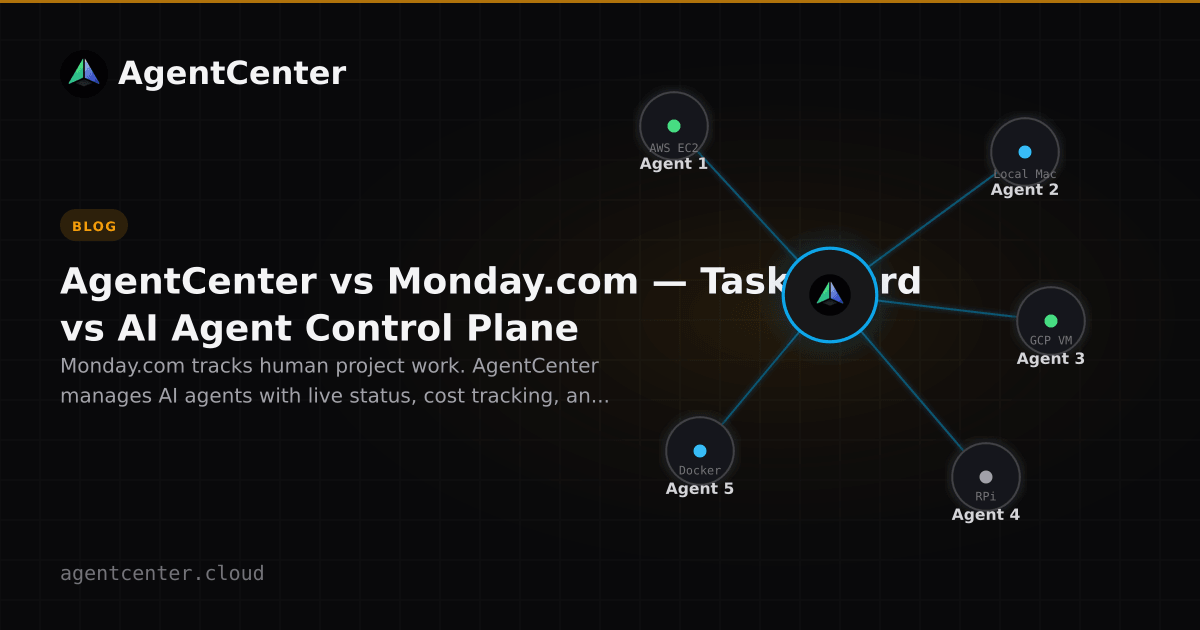 AgentCenter
BLOG
AgentCenter vs Monday.com — Task rd
vs AI Agent Control Plane
Monday.com tracks human project work. AgentCenter
manages AI agents with live status, cost tracking, an...
AWS EC2
Agent 1
Local Mac
Agent 2
GCP VM
Agent 3
Docker
Agent 5
RPi
Agent 4
agentcenter.cloud